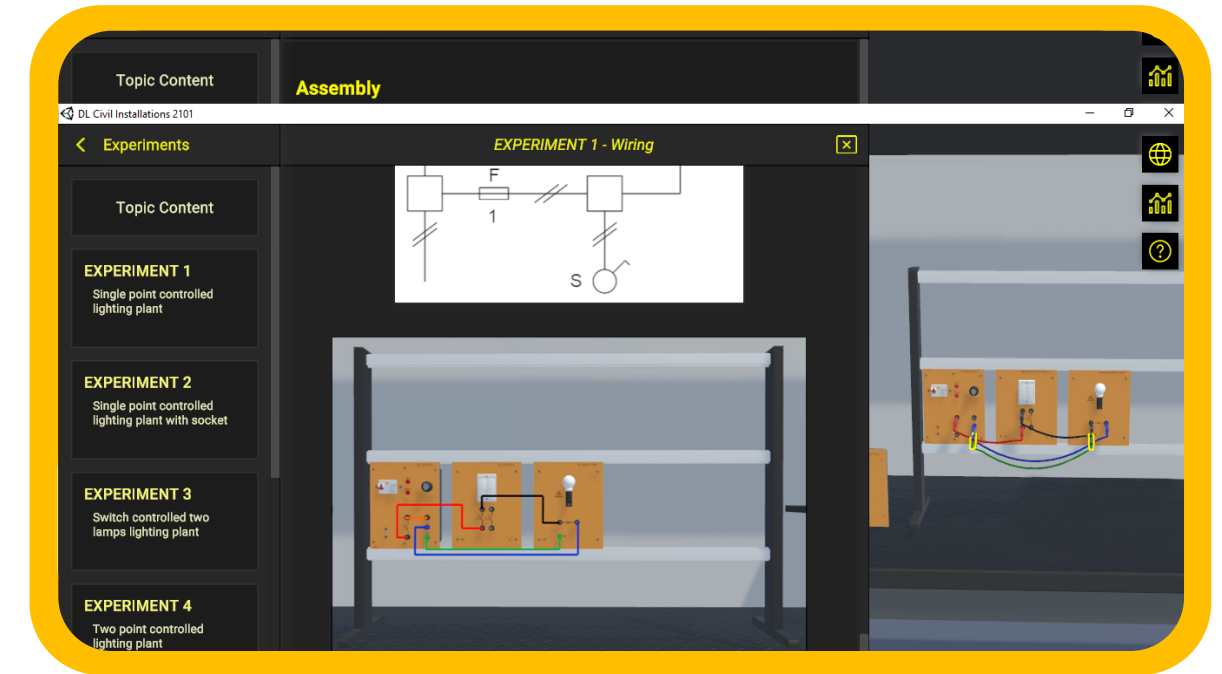 Topic Content
Assembly
DL Civil Installations 2101
Experiments
EXPERIMENT 1 - Wiring
Topic Content
EXPERIMENT 1
Single point controlled
lighting plant
EXPERIMENT 2
Single point controlled
lighting plant with socket
EXPERIMENT 3
Switch controlled two
lamps lighting plant
EXPERIMENT 4
Two point controlled
lighting plant
F
1
S